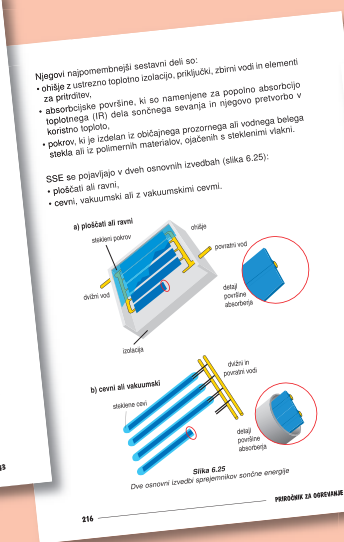 Njegovi najpomembnejši sestavni deli so:
• ohišje z ustrezno toplotno izolacijo, priključki, zbirni vodi in elementi
za pritrditev,
• absorbcijske površine, ki so namenjene za popolno absorbcijo
toplotnega (IR) dela sončnega sevanja in njegovo pretvorbo v
koristno toploto,
• pokrov, ki je izdelan iz običajnega prozornega ali vodnega belega
stekla ali iz polimernih materialov, ojačenih s steklenimi vlakni.
SSE se pojavljajo v dveh osnovnih izvedbah (slika 6.25):
• ploščati ali ravni,
• cevni, vakuumski ali z vakuumskimi cevmi.
a) ploščati ali ravni
stekleni pokrov
ohišje
povratni vod
dvižni vod
detajl
površine
absorberja
izolacija
b) cevni ali vakuumski
dvižni in
povratni vodi
steklene cevi
detajl
površine
absorberja
Slika 6.25
Dve osnovni izvedbi sprejemnikov sončne energije
216
PRIROČNIK ZA OGREVANJE